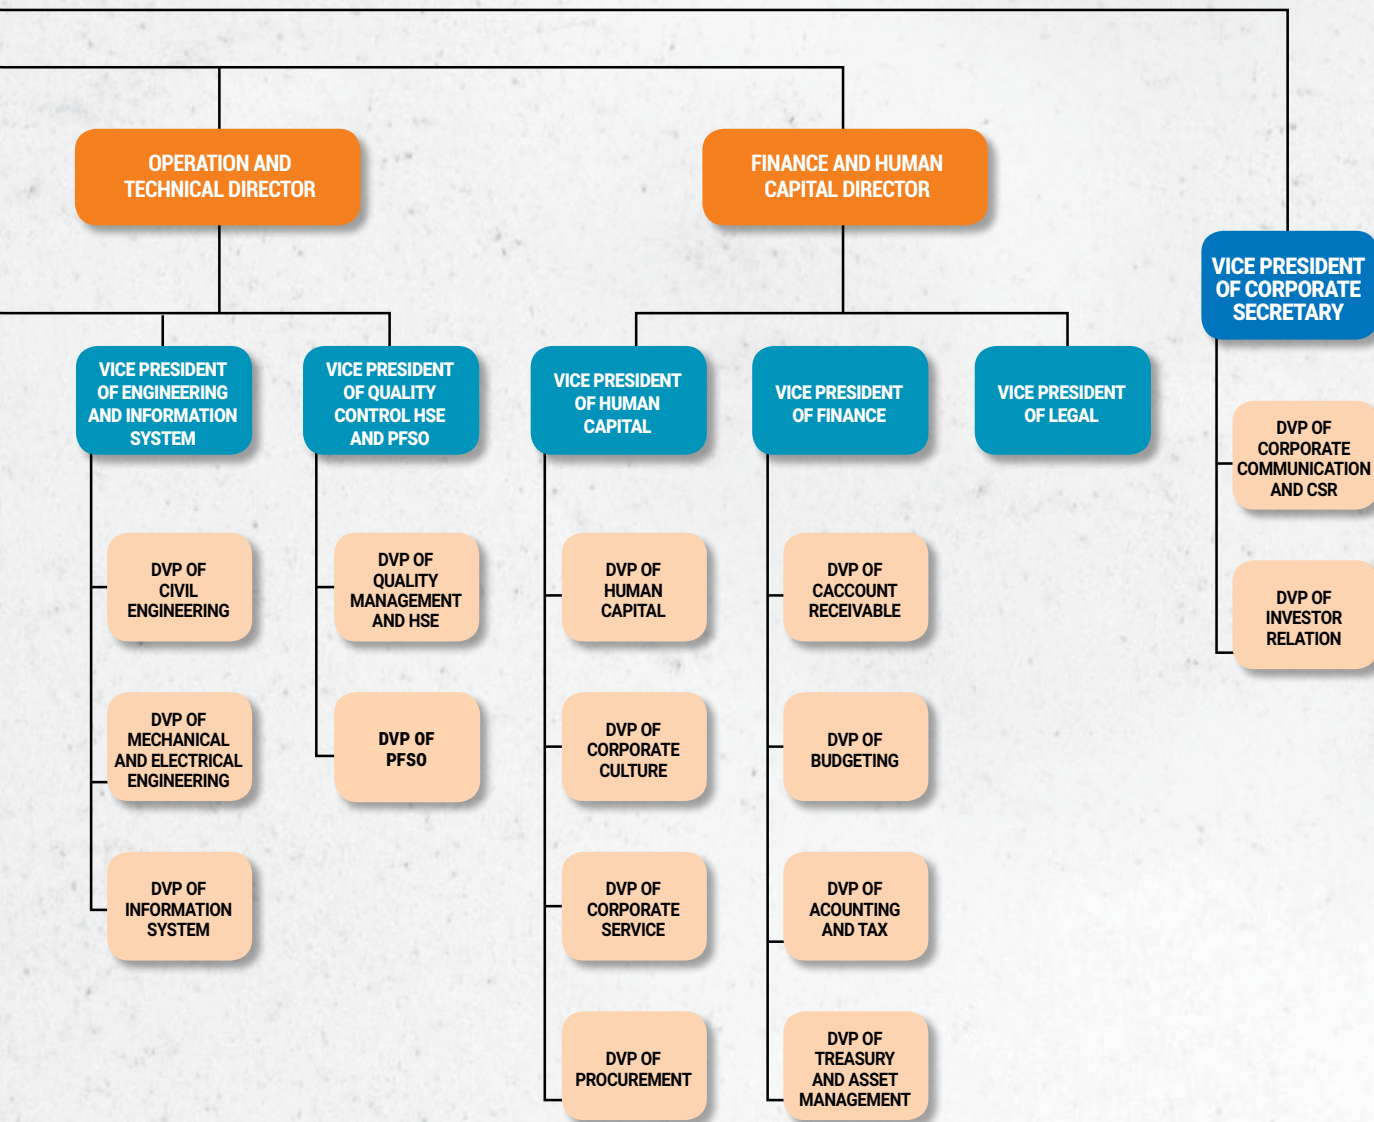 OPERATION AND
TECHNICAL DIRECTOR
FINANCE AND HUMAN
CAPITAL DIRECTOR
VICE PRESIDENT
OF CORPORATE
SECRETARY
VICE PRESIDENT
OF ENGINEERING
AND INFORMATION
SYSTEM
VICE PRESIDENT
OF QUALITY
CONTROL HSE
AND PFSO
VICE PRESIDENT
OF HUMAN
CAPITAL
VICE PRESIDENT
OF FINANCE
VICE PRESIDENT
OF LEGAL
DVP OF
CORPORATE
COMMUNICATION
AND CSR
DVP OF
CIVIL
ENGINEERING
DVP OF
QUALITY
MANAGEMENT
AND HSE
DVP OF
HUMAN
CAPITAL
DVP OF
CACCOUNT
RECEIVABLE
DVP OF
INVESTOR
RELATION
DVP OF
MECHANICAL
AND ELECTRICAL
ENGINEERING
DVP OF
PFSO
DVP OF
CORPORATE
CULTURE
DVP OF
BUDGETING
DVP OF
INFORMATION
SYSTEM
DVP OF
CORPORATE
SERVICE
DVP OF
ACOUNTING
AND TAX
DVP OF
PROCUREMENT
DVP OF
TREASURY
AND ASSET
MANAGEMENT